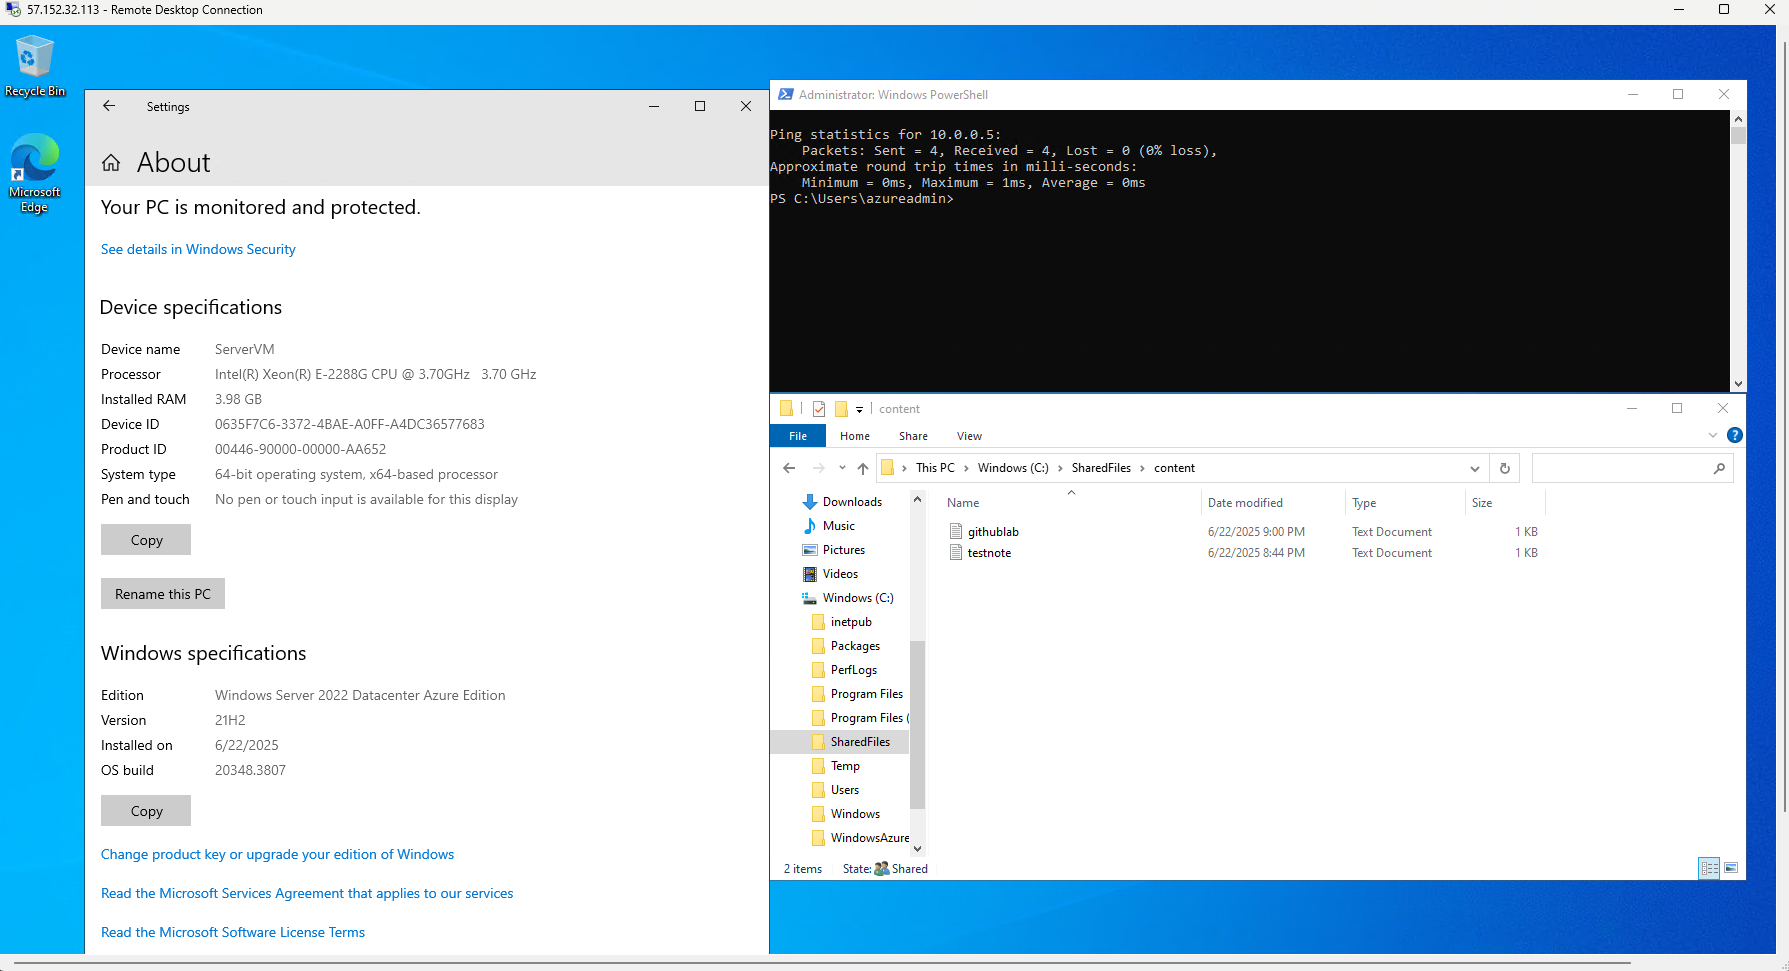 57.152.32.113 - Remote Desktop Connection
Recycle Bin
Microsoft
Edge
Settings
About
Your PC is monitored and protected.
See details in Windows Security
Device specifications
Device name ServerVM
Processor Intel(R) Xeon(R) E-2288G CPU @ 3.70GHz 3.70 GHz
Installed RAM 3.98 GB
Device ID 0635F7C6-3372-4BAE-A0FF-A4DC36577683
Product ID 00446-90000-00000-AA652
System type 64-bit operating system, x64-based processor
Pen and touch No pen or touch input is available for this display
Copy
Rename this PC
Windows specifications
Edition Windows Server 2022 Datacenter Azure Edition
Version 21H2
Installed on 6/22/2025
OS build 20348.3807
Copy
Change product key or upgrade your edition of Windows
Read the Microsoft Services Agreement that applies to our services
Read the Microsoft Software License Terms
Administrator: Windows PowerShell
Ping statistics for 10.0.0.5:
Packets: Sent = 4, Received = 4, Lost = 0 (0% loss),
Approximate round trip times in milli-seconds:
Minimum = 0ms, Maximum = 1ms, Average = 0ms
PS C:\Users\azureadmin>
content
File Home Share View
?
This PC > Windows (C:) > SharedFiles > content
Downloads
Music
Pictures
Videos
Windows (C:)
inetpub
Packages
PerfLogs
Program Files
Program Files (
SharedFiles
Temp
Users
Windows
WindowsAzure
Name Date modified Type Size
githublab 6/22/2025 9:00 PM Text Document 1 KB
testnote 6/22/2025 8:44 PM Text Document 1 KB
2 items State: Shared